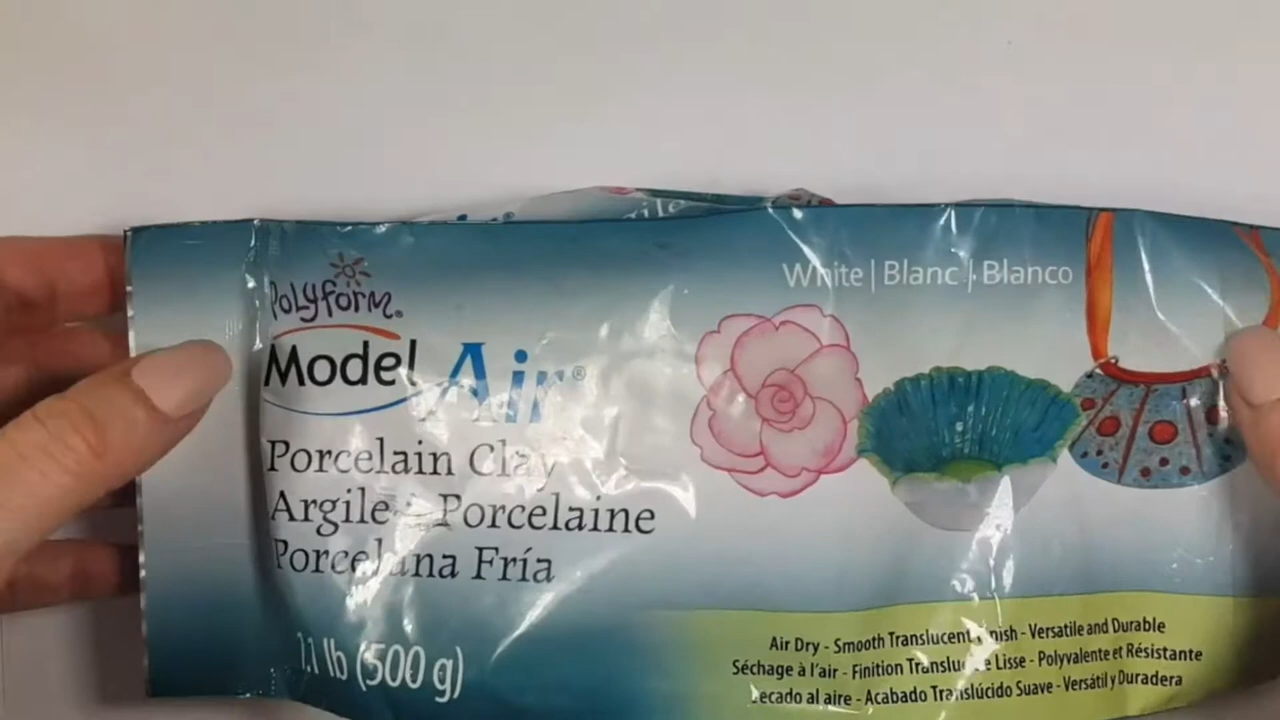 Polyform®
Model Air®
Porcelain Clay
Argile à Porcelaine
Porcelana Fría
1.1 lb (500 g)
White | Blanc | Blanco
Air Dry - Smooth Translucent Finish - Versatile and Durable
Séchage à l'air - Finition Translucide Lisse - Polyvalente et Résistante
Secado al aire - Acabado Translúcido Suave - Versátil y Duradera